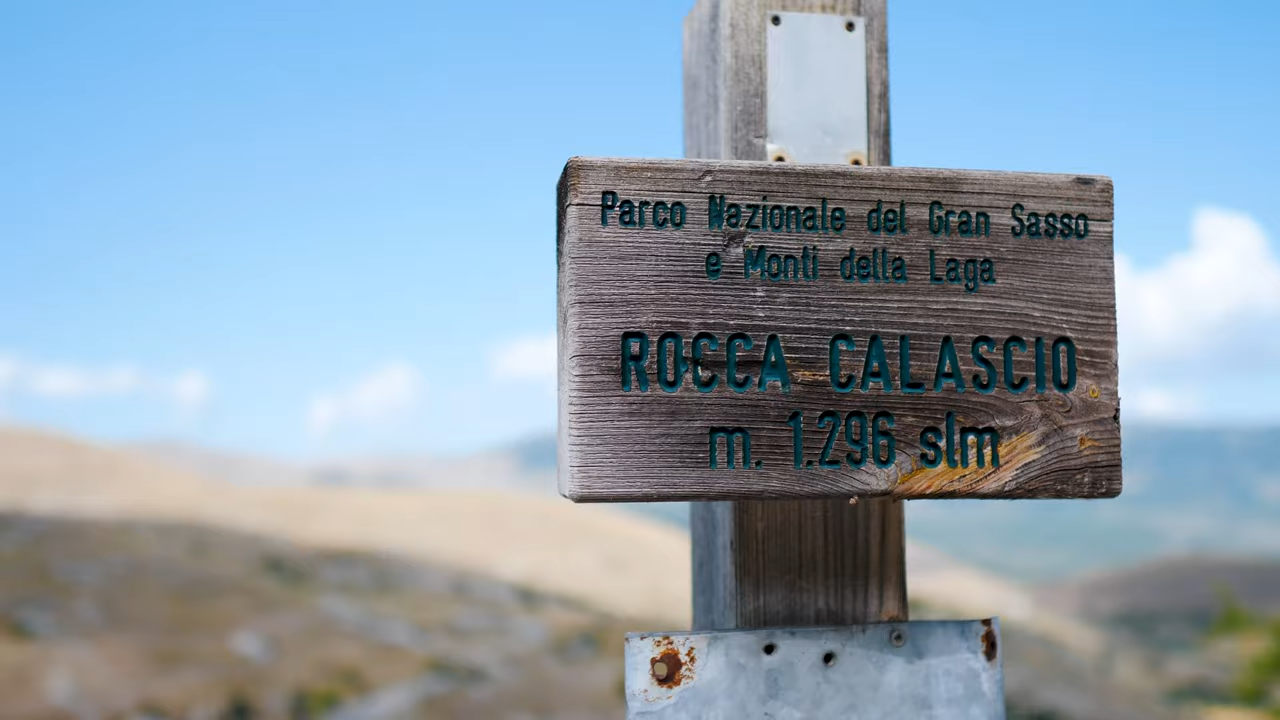 Parco Nazionale del Gran Sasso
e Monti della Laga
ROCCA CALASCIO
m. 1.296 slm